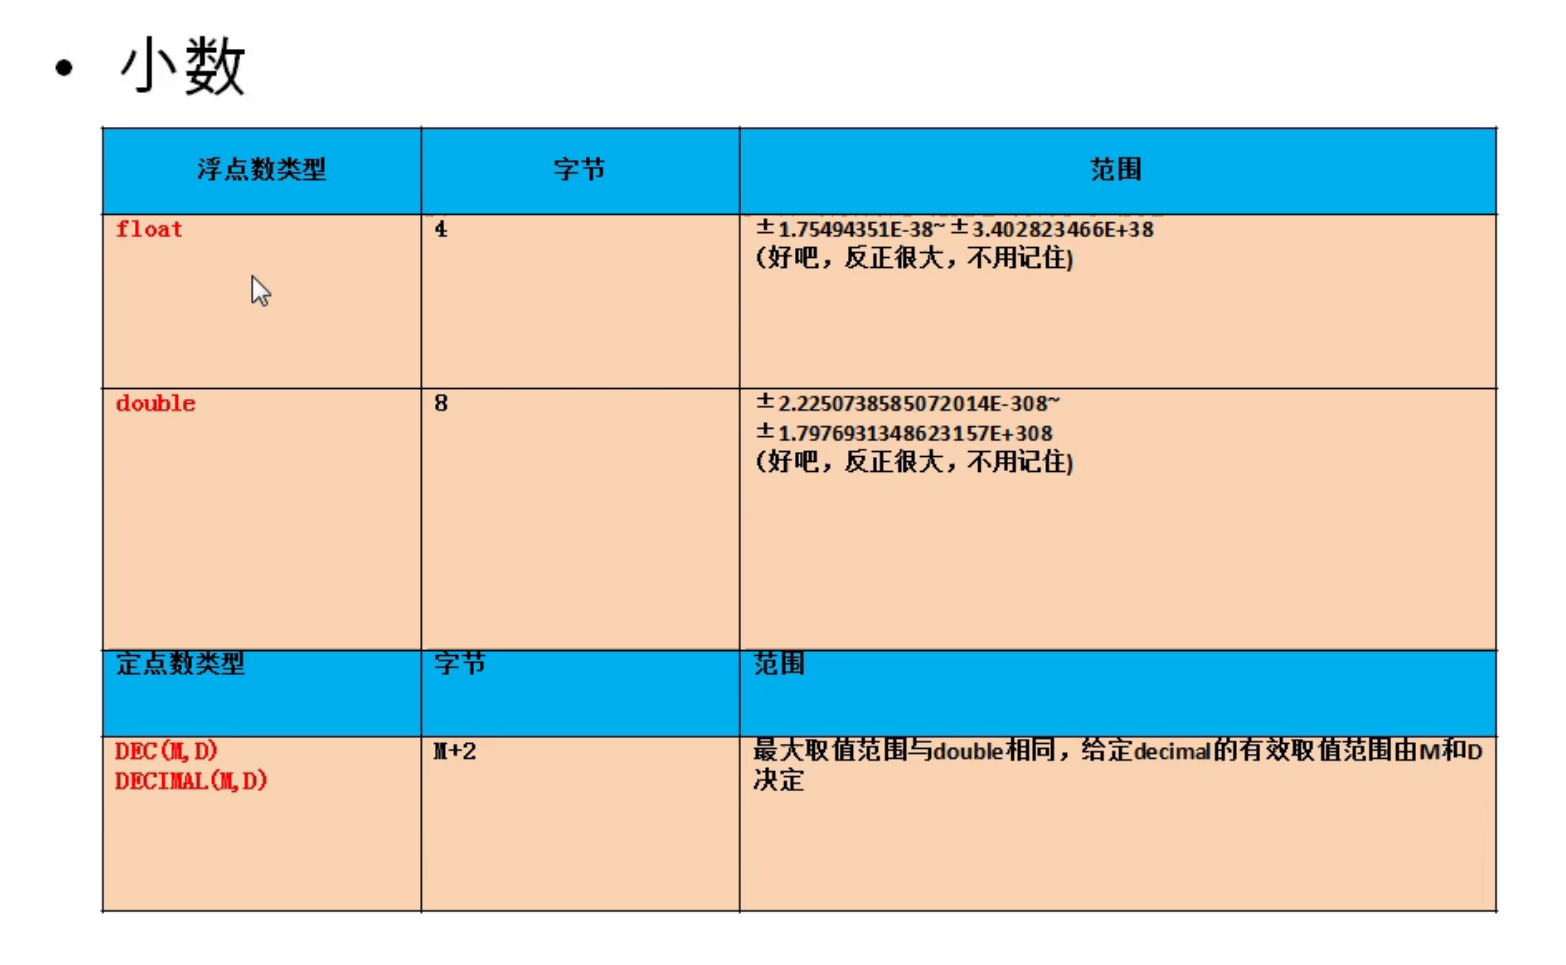 • 小数
浮点数类型 字节 范围
float 4 ±1.75494351E-38~±3.402823466E+38
(好吧，反正很大，不用记住)
double 8 ±2.2250738585072014E-308~
±1.7976931348623157E+308
(好吧，反正很大，不用记住)
定点数类型 字节 范围
DEC(M,D) M+2 最大取值范围与double相同，给定decimal的有效取值范围由M和D
DECIMAL(M,D) 决定